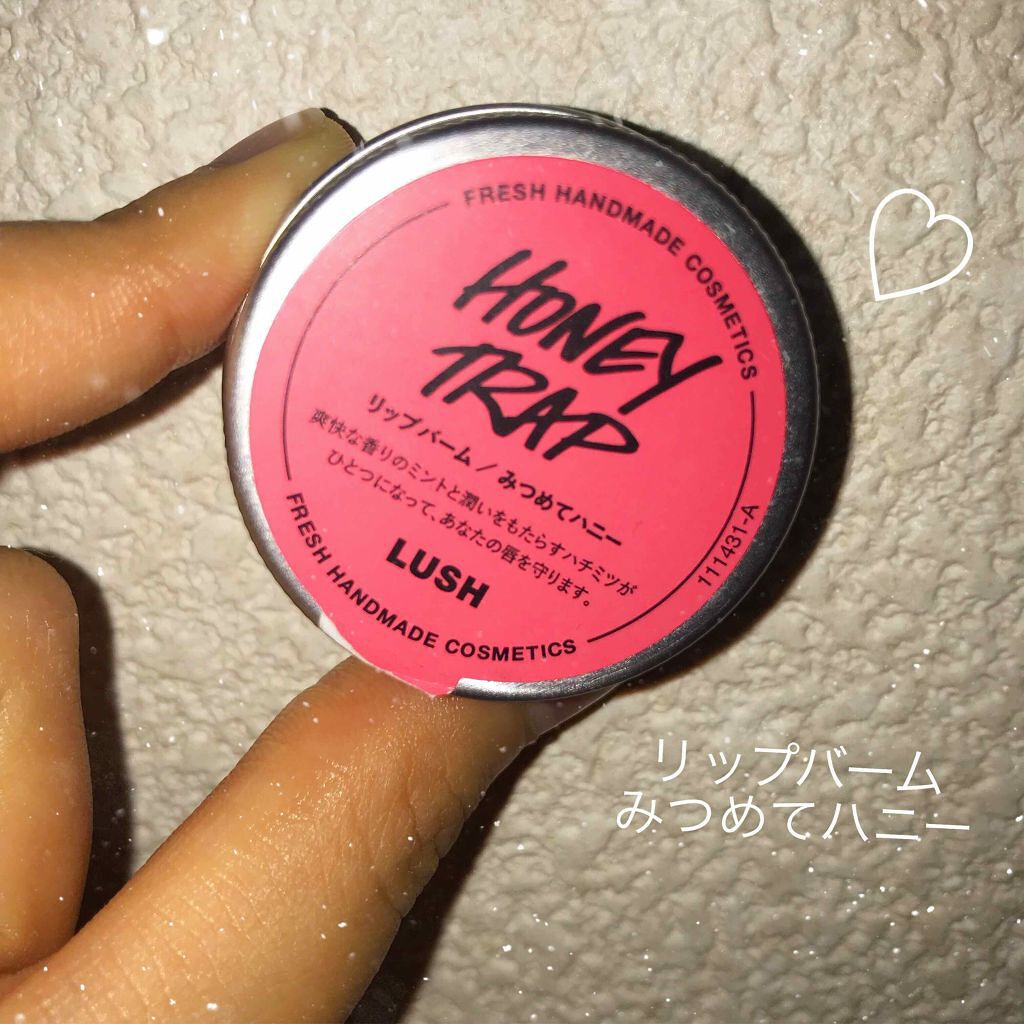 FRESH HANDMADE COSMETICS
HONEY
TRAP
リップバーム / みつめてハニー
爽快な香りのミントと潤いをもたらすハチミツが
ひとつになって、あなたの唇を守ります。
LUSH
111431-A
FRESH HANDMADE COSMETICS
リップバーム
みつめてハニー